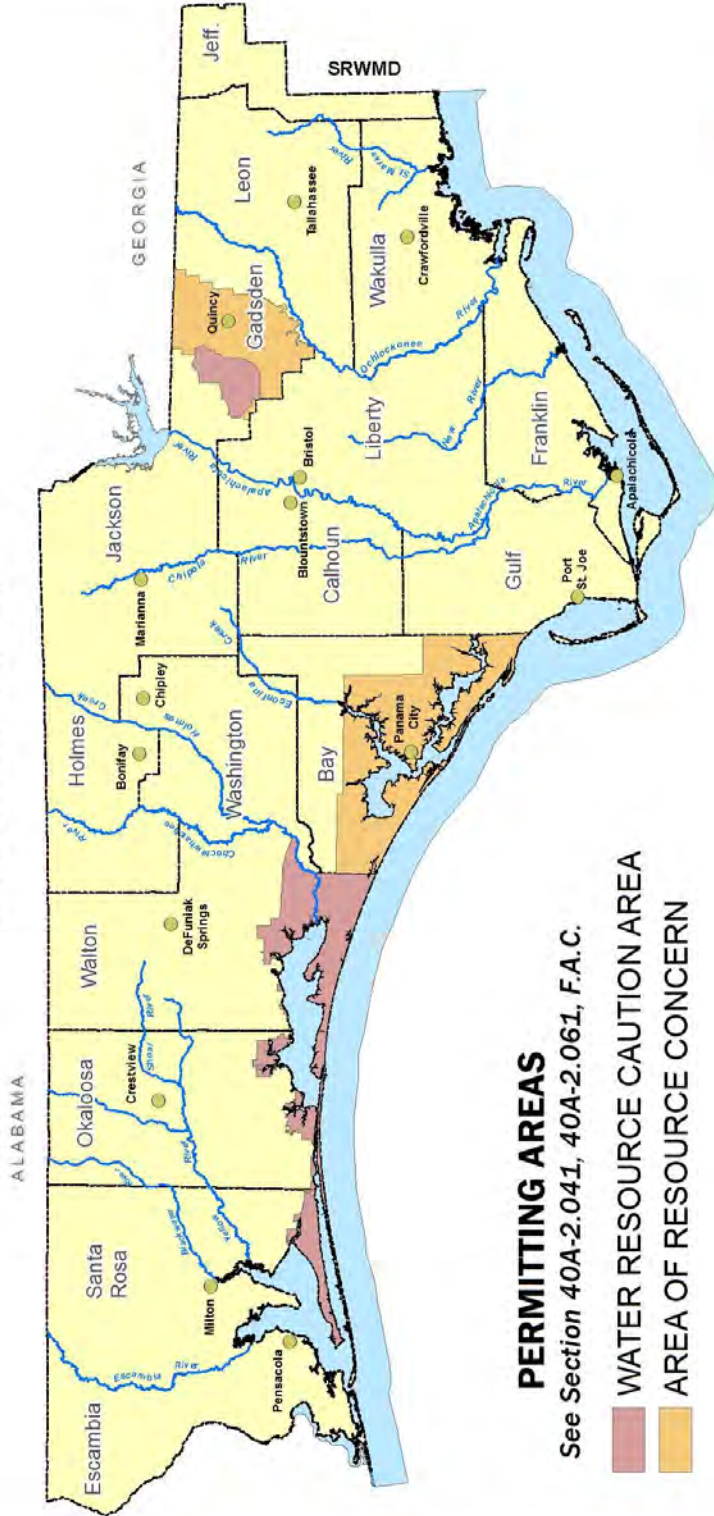 ALABAMA
GEORGIA
Escambia
Santa
Rosa
Okaloosa
Walton
Holmes
Washington
Bay
Jackson
Calhoun
Gulf
Liberty
Franklin
Gadsden
Leon
Wakulla
Jeff.
SRWMD
Pensacola
Milton
Crestview
DeFuniak
Springs
Bonifay
Chipley
Marianna
Panama
City
Blountstown
Bristol
Port
St. Joe
Apalachicola
Quincy
Tallahassee
Crawfordville
Escambia River
Blackwater River
Yellow River
Shoal River
Choctawhatchee River
Holmes Creek
Econfina Creek
Chipola River
Apalachicola River
Apalachicola River
New River
Ochlockonee River
St. Marks River
PERMITTING AREAS
See Section 40A-2.041, 40A-2.061, F.A.C.
WATER RESOURCE CAUTION AREA
AREA OF RESOURCE CONCERN